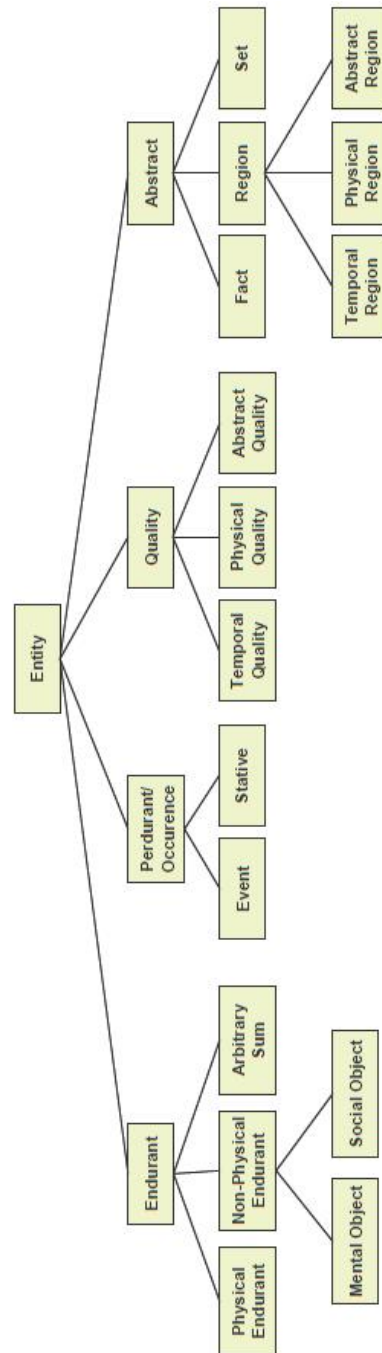 Entity
Endurant
Perdurant/
Occurence
Quality
Abstract
Physical
Endurant
Non-Physical
Endurant
Arbitrary
Sum
Event
Stative
Temporal
Quality
Physical
Quality
Abstract
Quality
Fact
Region
Set
Mental Object
Social Object
Temporal
Region
Physical
Region
Abstract
Region